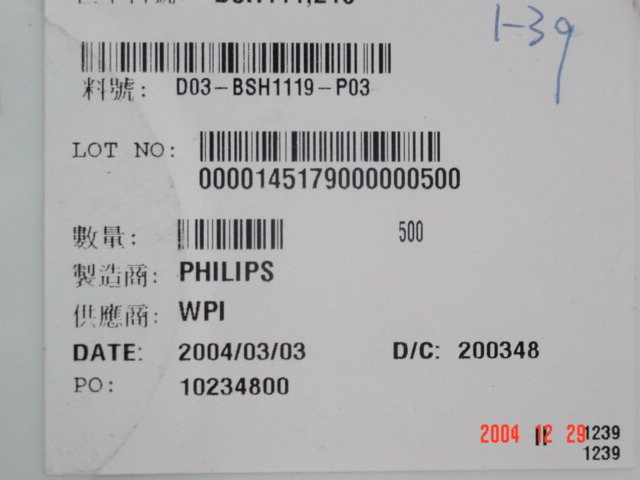 1-39
料號: D03-BSH1119-P03
LOT NO:
0000145179000000500
數量: 500
製造商: PHILIPS
供應商: WPI
DATE: 2004/03/03 D/C: 200348
PO: 10234800
2004 12 29
1239
1239